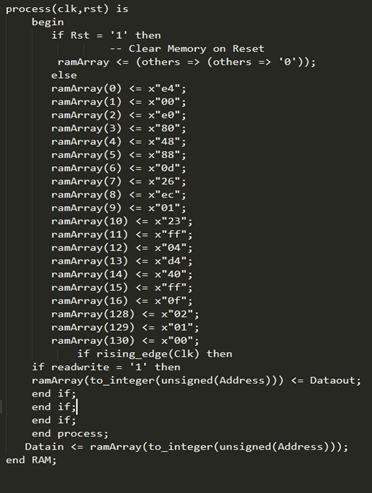 process(clk,rst) is
begin
if Rst = '1' then
-- Clear Memory on Reset
ramArray <= (others => (others => '0'));
else
ramArray(0) <= x"e4";
ramArray(1) <= x"00";
ramArray(2) <= x"e0";
ramArray(3) <= x"80";
ramArray(4) <= x"48";
ramArray(5) <= x"88";
ramArray(6) <= x"0d";
ramArray(7) <= x"26";
ramArray(8) <= x"ec";
ramArray(9) <= x"01";
ramArray(10) <= x"23";
ramArray(11) <= x"ff";
ramArray(12) <= x"04";
ramArray(13) <= x"d4";
ramArray(14) <= x"40";
ramArray(15) <= x"ff";
ramArray(16) <= x"0f";
ramArray(128) <= x"02";
ramArray(129) <= x"01";
ramArray(130) <= x"00";
if rising_edge(Clk) then
if readwrite = '1' then
ramArray(to_integer(unsigned(Address))) <= Dataout;
end if;
end if;
end if;
end process;
Datain <= ramArray(to_integer(unsigned(Address)));
end RAM;